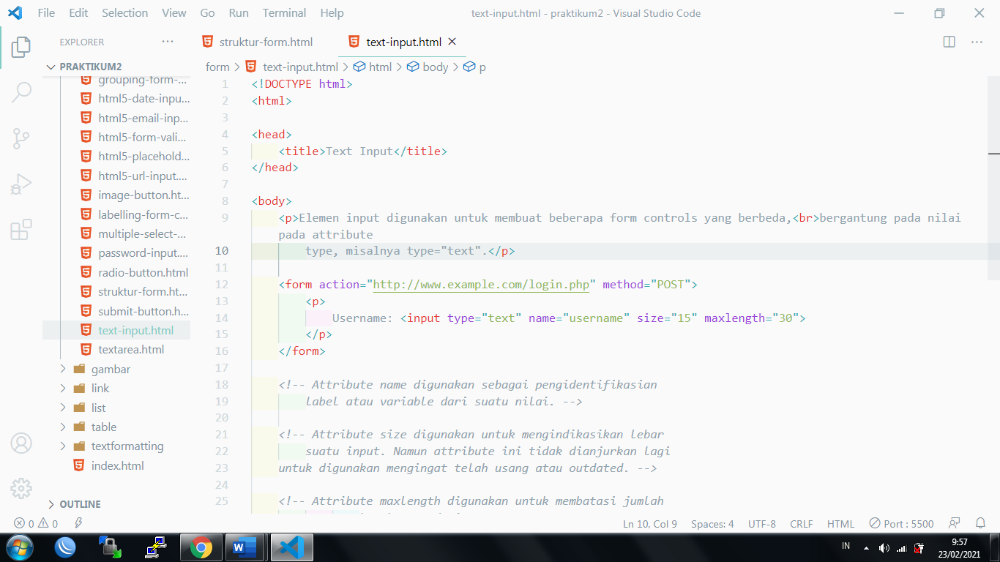 File Edit Selection View Go Run Terminal Help text-input.html - praktikum2 - Visual Studio Code
EXPLORER ···
struktur-form.html text-input.html
PRAKTIKUM2
grouping-form-...
html5-date-inpu...
html5-email-inp...
html5-form-vali...
html5-placehold...
html5-url-input....
image-button.ht...
labelling-form-c...
multiple-select-...
password-input....
radio-button.html
struktur-form.ht...
submit-button.h...
text-input.html
textarea.html
gambar
link
list
table
textformatting
index.html
OUTLINE
form > text-input.html > html > body > p
1 <!DOCTYPE html>
2 <html>
3
4 <head>
5 <title>Text Input</title>
6 </head>
7
8 <body>
9 <p>Elemen input digunakan untuk membuat beberapa form controls yang berbeda,<br>bergantung pada nilai
pada attribute
10 type, misalnya type="text".</p>
11
12 <form action="http://www.example.com/login.php" method="POST">
13 <p>
14 Username: <input type="text" name="username" size="15" maxlength="30">
15 </p>
16 </form>
17
18 <!-- Attribute name digunakan sebagai pengidentifikasian
19 label atau variable dari suatu nilai. -->
20
21 <!-- Attribute size digunakan untuk mengindikasikan lebar
22 suatu input. Namun attribute ini tidak dianjurkan lagi
23 untuk digunakan mengingat telah usang atau outdated. -->
24
25 <!-- Attribute maxlength digunakan untuk membatasi jumlah
0 0 Ln 10, Col 9 Spaces: 4 UTF-8 CRLF HTML Port : 5500
IN 9:57
23/02/2021